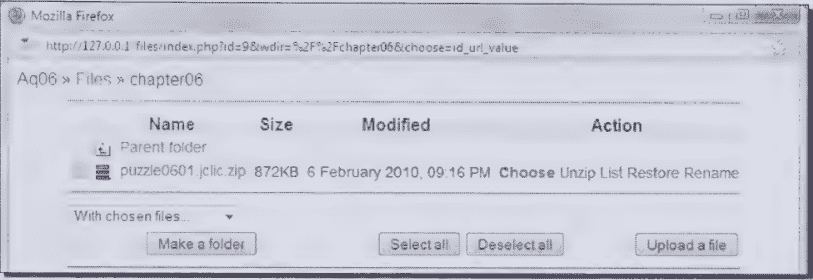 Mozilla Firefox
http://127.0.0.1 files/index.php?id=9&wdir=%2F%2Fchapter06&choose=id_url_value
Aq06 » Files » chapter06
Name Size Modified Action
Parent folder
puzzle0601.jclic.zip 872KB 6 February 2010, 09:16 PM Choose Unzip List Restore Rename
With chosen files...
Make a folder Select all Deselect all Upload a file